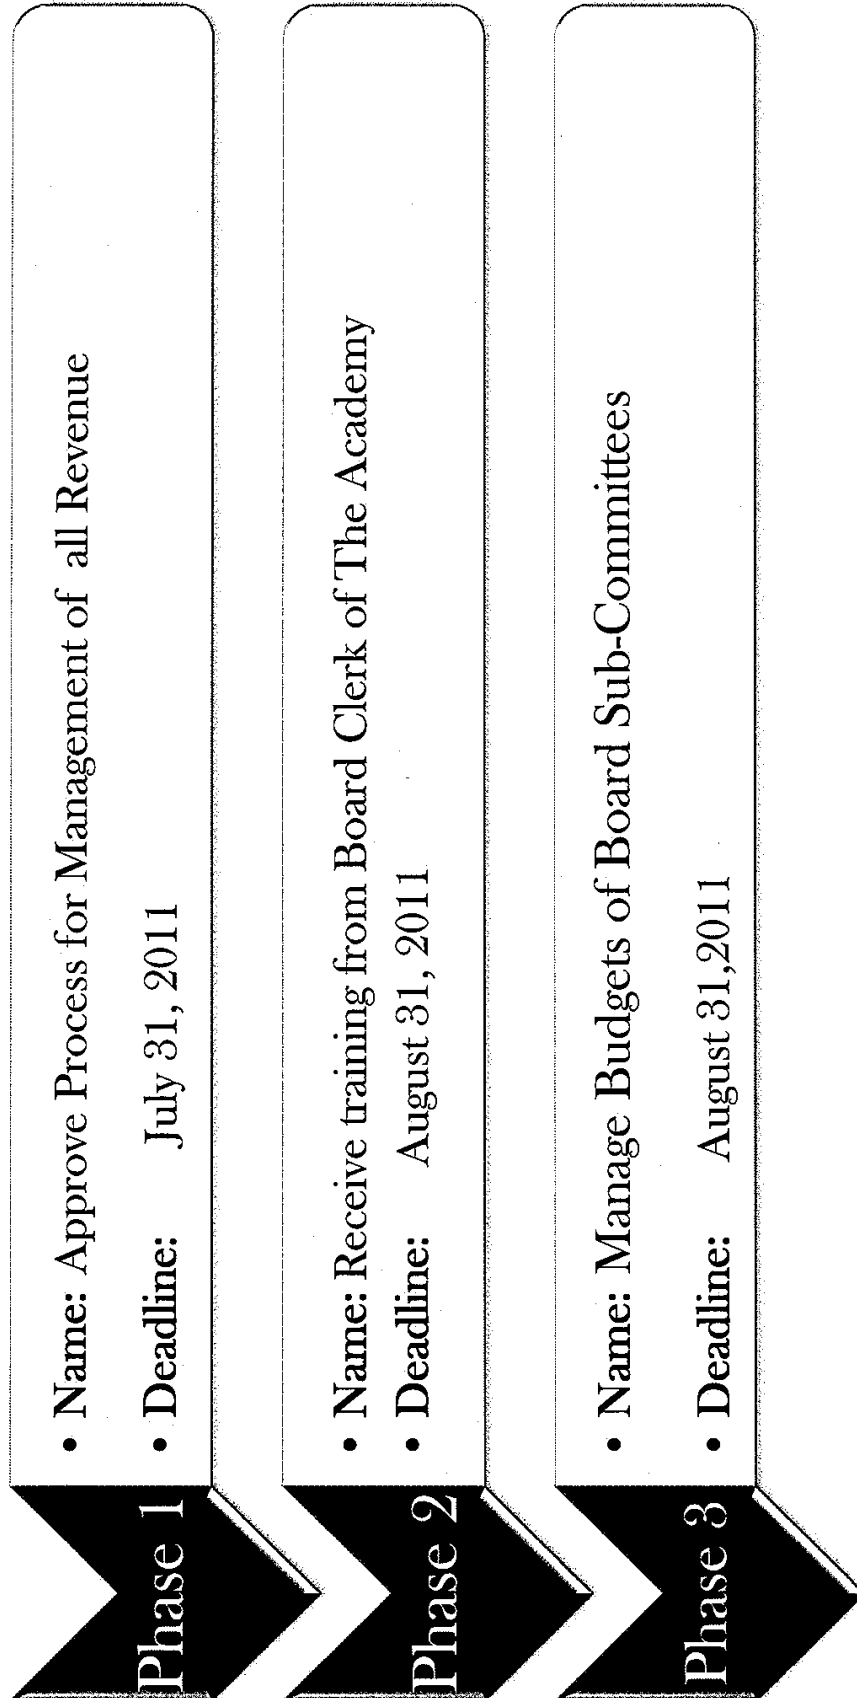 Phase 1
• Name: Approve Process for Management of all Revenue
• Deadline: July 31, 2011
Phase 2
• Name: Receive training from Board Clerk of The Academy
• Deadline: August 31, 2011
Phase 3
• Name: Manage Budgets of Board Sub-Committees
• Deadline: August 31,2011